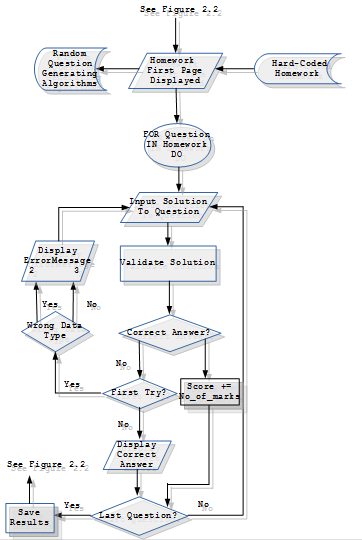 See Figure 2.2
Random
Question
Generating
Algorithms
Homework
First Page
Displayed
Hard-Coded
Homework
FOR Question
IN Homework
DO
Input Solution
To Question
Display
ErrorMessage
2 3
Validate Solution
Yes
No
Wrong Data
Type
Correct Answer?
No
Yes
First Try?
Score +=
No_of_marks
No
Display
Correct
Answer
See Figure 2.2
Save
Results
Yes
Last Question?
No